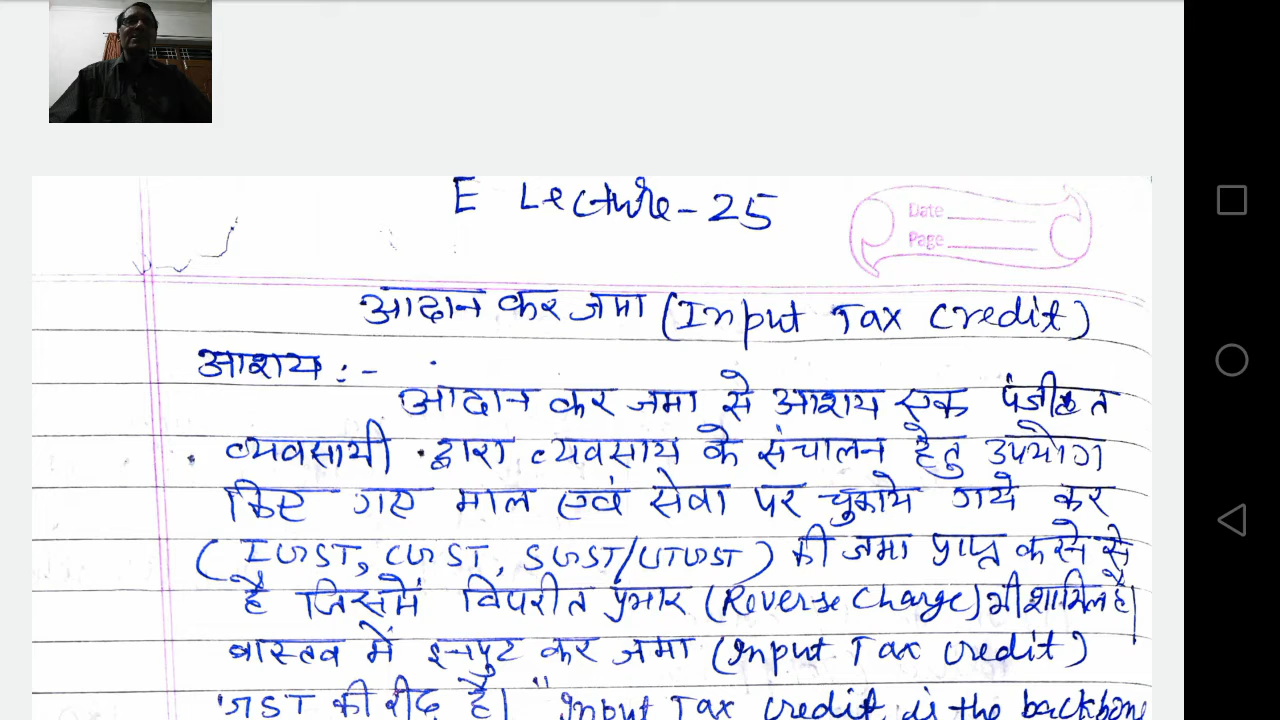 E Lecture-25
Date
Page
आदान कर जमा (Input Tax Credit)
आशय :-
आदान कर जमा से आशय एक पंजीकृत
व्यवसायी द्वारा व्यवसाय के संचालन हेतु उपयोग
किए गए माल एवं सेवा पर चुकाये गये कर
(IGST, CGST, SGST/UTGST) की जमा प्राप्त करने से
है जिसमें विपरीत प्रभार (Reverse Charge) भी शामिल है।
वास्तव में इनपुट कर जमा (Input Tax Credit)
GST की रीढ़ है। "Input Tax credit is the backbone